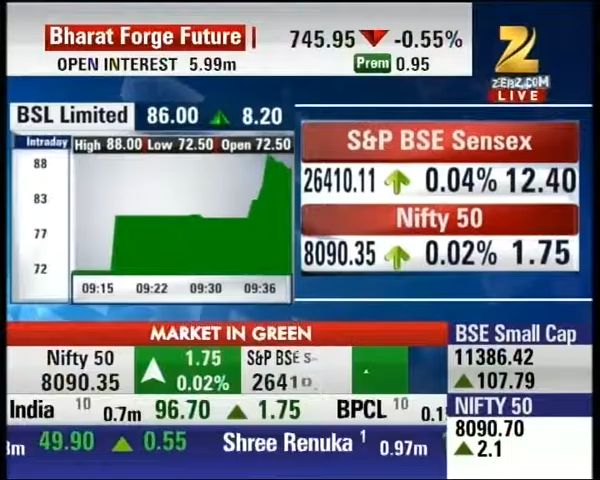 Bharat Forge Future
745.95 -0.55%
OPEN INTEREST 5.99m
Prem 0.95
ZEEBIZ.COM
LIVE
BSL Limited 86.00 8.20
Intraday High 88.00 Low 72.50 Open 72.50
88
83
77
72
09:15 09:22 09:30 09:36
S&P BSE Sensex
26410.11 0.04% 12.40
Nifty 50
8090.35 0.02% 1.75
MARKET IN GREEN
Nifty 50 1.75 S&P BSE S
8090.35 0.02% 2641
BSE Small Cap
11386.42
107.79
India 10 0.7m 96.70 1.75 BPCL 10 0.1
NIFTY 50
8090.70
2.1
3m 49.90 0.55 Shree Renuka 1 0.97m